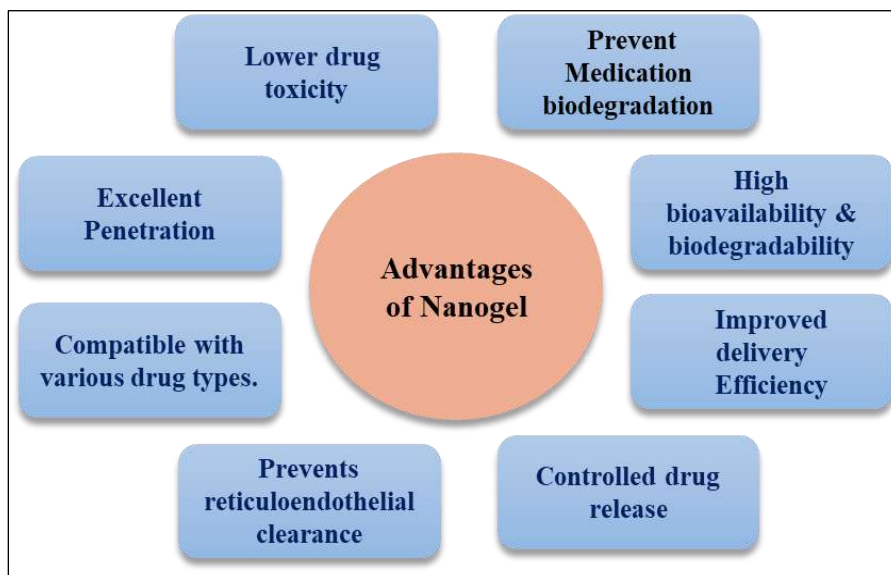 Lower drug
toxicity
Prevent
Medication
biodegradation
Excellent
Penetration
High
bioavailability &
biodegradability
Advantages
of Nanogel
Compatible with
various drug types.
Improved
delivery
Efficiency
Prevents
reticuloendothelial
clearance
Controlled drug
release